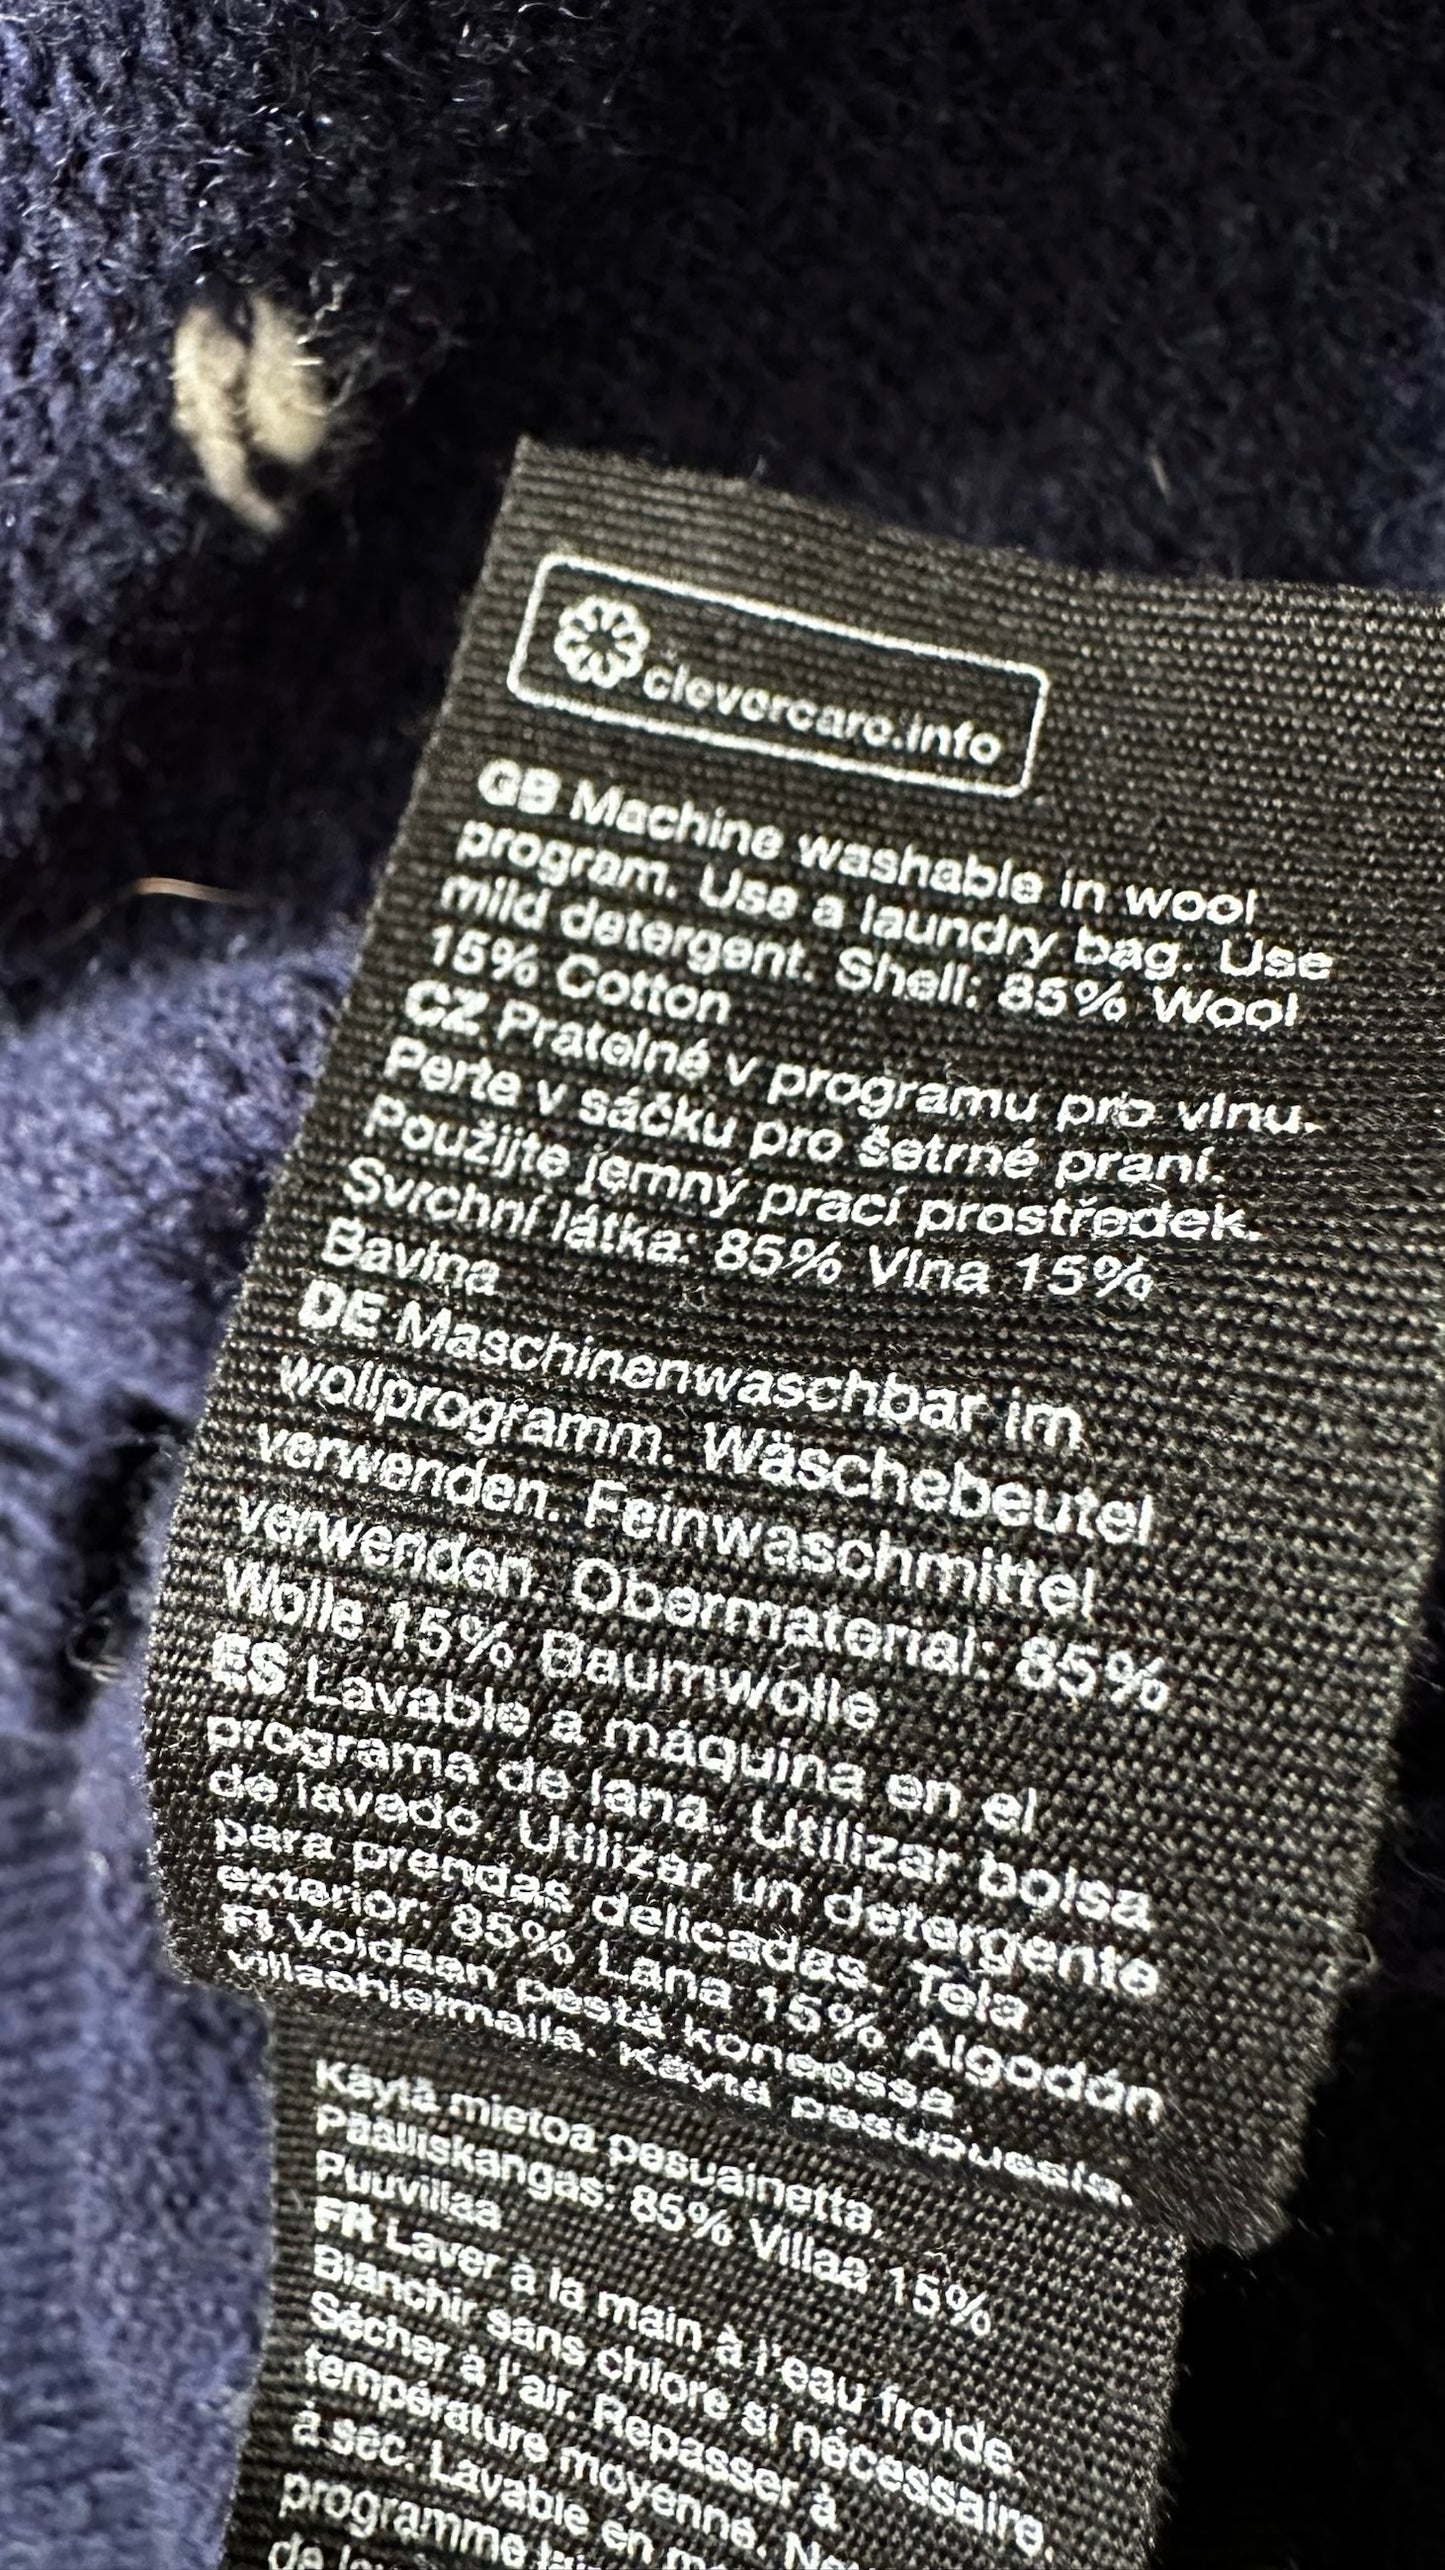 clevercare.info
GB Machine washable in wool
program. Use a laundry bag. Use
mild detergent. Shell: 85% Wool
15% Cotton
CZ Pratelné v programu pro vlnu.
Perte v sáčku pro šetrné praní.
Použijte jemný prací prostředek.
Svrchní látka: 85% Vlna 15%
Bavlna
DE Maschinenwaschbar im
wollprogramm. Wäschebeutel
verwenden. Feinwaschmittel
verwenden. Obermaterial: 85%
Wolle 15% Baumwolle
ES Lavable a máquina en el
programa de lana. Utilizar bolsa
de lavado. Utilizar un detergente
para prendas delicadas. Tela
exterior: 85% Lana 15% Algodón
FI Voidaan pestä koneessa
villaohjelmalla. Käytä pesupussia.
Käytä mietoa pesuainetta.
Päälliskangas: 85% Villaa 15%
Puuvillaa
FR Laver à la main à l'eau froide.
Blanchir sans chlore si nécessaire.
Sécher à l'air. Repasser à
température moyenne.
à sec. Lavable en
programme
de